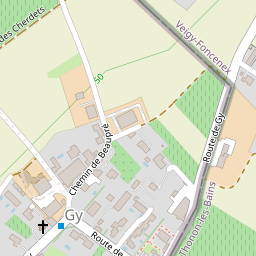 des Cherdets
Veigy-Foncenex
50
Chemin de Beaupré
Route de Gy
Thonon-les-Bains
Gy
Route de